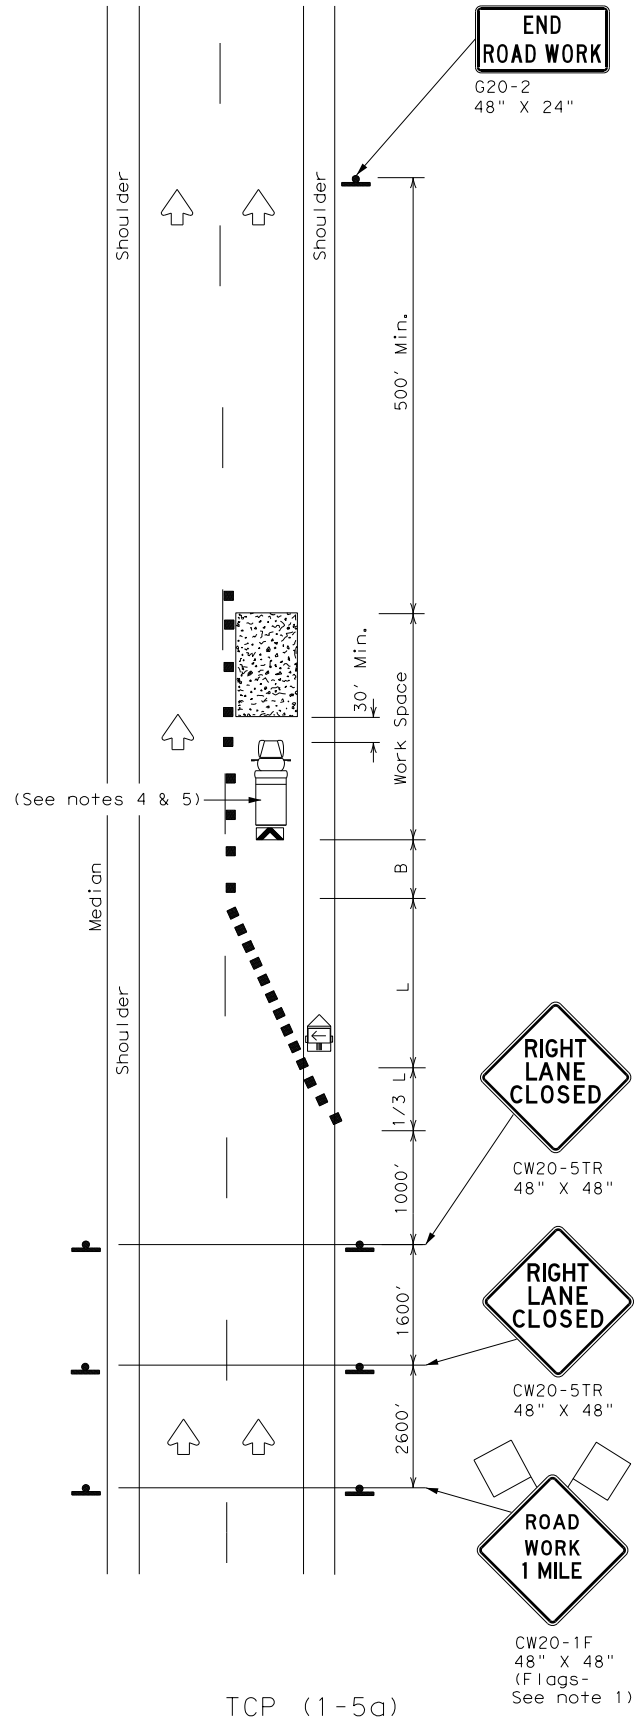 END
ROAD WORK
G20-2
48" X 24"
Shoulder
Shoulder
500' Min.
30' Min.
Work Space
(See notes 4 & 5)
B
Median
L
Shoulder
RIGHT
LANE
CLOSED
1/3 L
CW20-5TR
48" X 48"
1000'
RIGHT
LANE
CLOSED
1600'
CW20-5TR
48" X 48"
2600'
ROAD
WORK
1 MILE
CW20-1F
48" X 48"
(Flags-
See note 1)
TCP (1-5a)